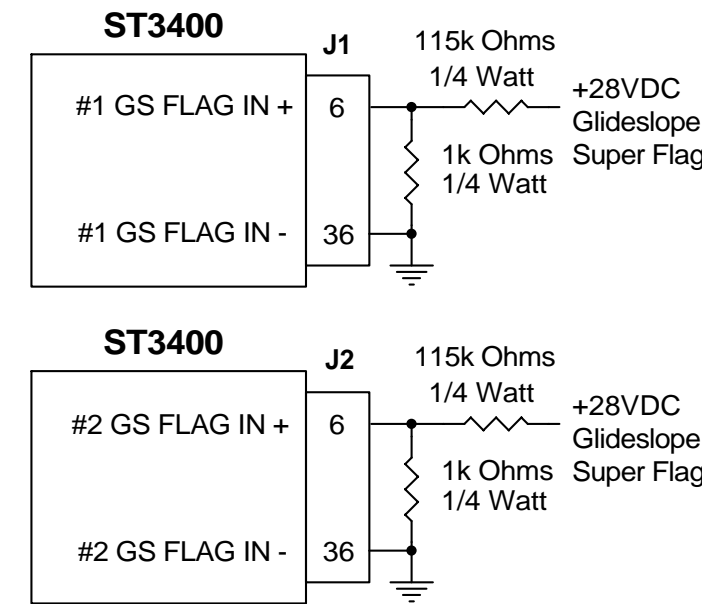 ST3400
J1
115k Ohms
1/4 Watt
+28VDC
Glideslope
Super Flag
#1 GS FLAG IN +
6
1k Ohms
1/4 Watt
#1 GS FLAG IN -
36
ST3400
J2
115k Ohms
1/4 Watt
+28VDC
Glideslope
Super Flag
#2 GS FLAG IN +
6
1k Ohms
1/4 Watt
#2 GS FLAG IN -
36